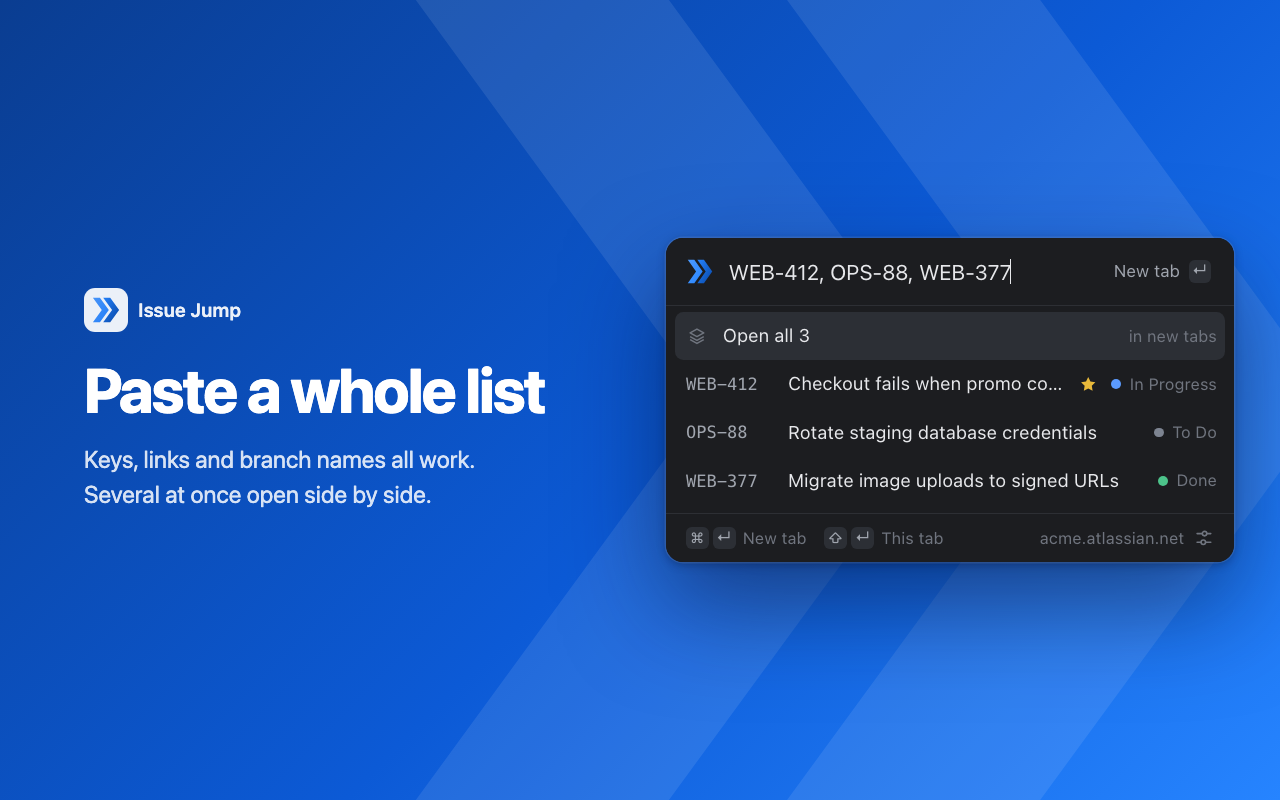 Issue Jump
Paste a whole list
Keys, links and branch names all work.
Several at once open side by side.
WEB-412, OPS-88, WEB-377
New tab ↵
Open all 3
in new tabs
WEB–412 Checkout fails when promo co... In Progress
OPS–88 Rotate staging database credentials To Do
WEB–377 Migrate image uploads to signed URLs Done
⌘ ↵ New tab ⇧ ↵ This tab acme.atlassian.net